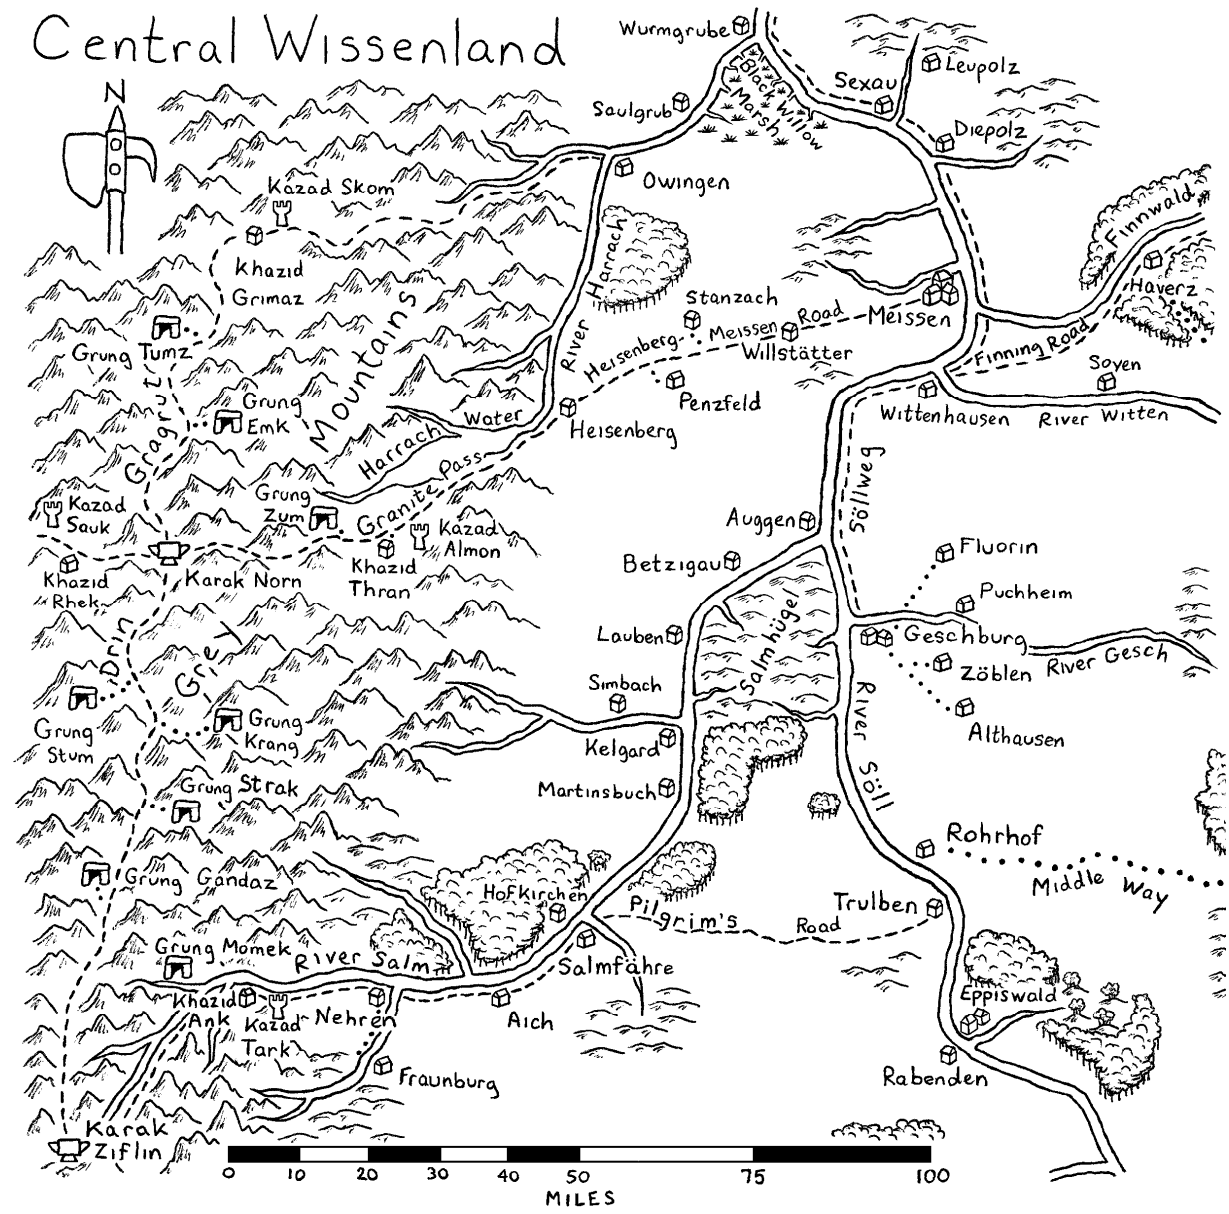 Central Wissenland
N
Wurmgrube
Black Willow
Marsh
Sexau
Leupolz
Saulgrub
Diepolz
Owingen
Kazad Skom
Khazid
Grimaz
Finnwald
Haverz
River Harrach
Stanzach
Heisenberg-Meissen Road
Meissen
Willstätter
Finning Road
Soyen
Penzfeld
Wittenhausen
River Witten
Grung Tumz
Gragrut
Grung
Emk
Grey Mountains
Harrach Water
Heisenberg
Granite Pass
Grung
Zum
Kazad
Sauk
Kazad
Almon
Auggen
Söllweg
Khazid
Rhek
Karak Norn
Khazid
Thran
Betzigau
Fluorin
Puchheim
Lauben
Salmhügel
Geschburg
River Gesch
Zöblen
Althausen
Drin
Simbach
Kelgard
Grung
Stum
Grung
Krang
River Söll
Grung Strak
Martinsbuch
Rohrhof
Middle Way
Grung Gandaz
Hofkirchen
Pilgrim's Road
Trulben
Grung Momek
River Salm
Salmfähre
Khazid
Ank
Kazad
Tark
Nehren
Aich
Eppiswald
Fraunburg
Rabenden
Karak
Ziflin
0 10 20 30 40 50 75 100
MILES